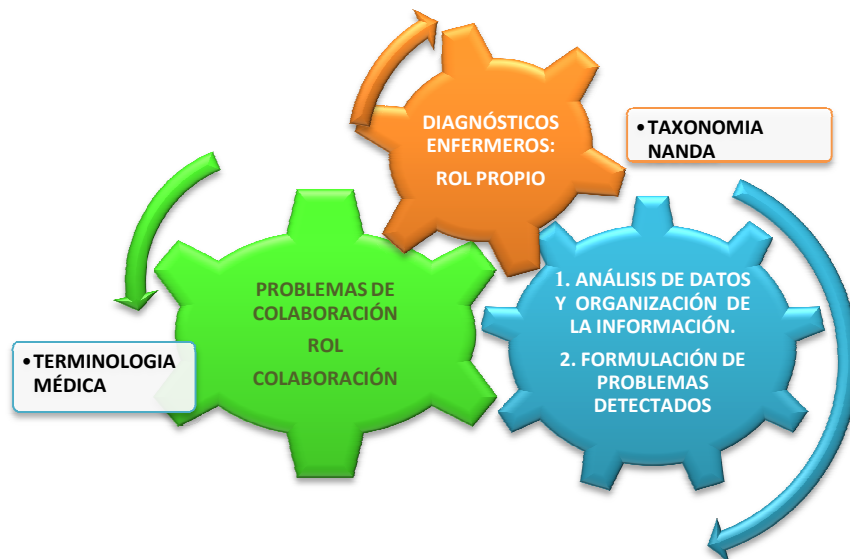 DIAGNÓSTICOS
ENFERMEROS:
ROL PROPIO
•TAXONOMIA
NANDA
PROBLEMAS DE
COLABORACIÓN
ROL
COLABORACIÓN
•TERMINOLOGIA
MÉDICA
1. ANÁLISIS DE DATOS
Y ORGANIZACIÓN DE
LA INFORMACIÓN.
2. FORMULACIÓN DE
PROBLEMAS
DETECTADOS